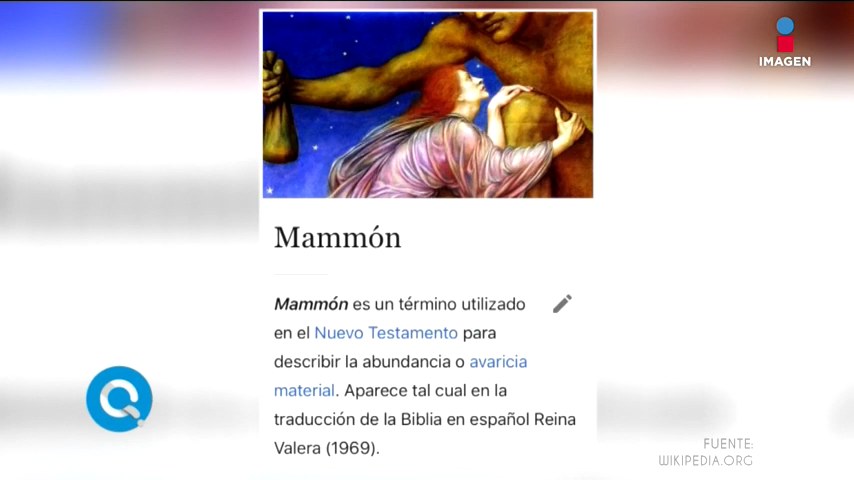 IMAGEN
Mammón
Mammón es un término utilizado
en el Nuevo Testamento para
describir la abundancia o avaricia
material. Aparece tal cual en la
traducción de la Biblia en español Reina
Valera (1969).
FUENTE:
WIKIPEDIA.ORG